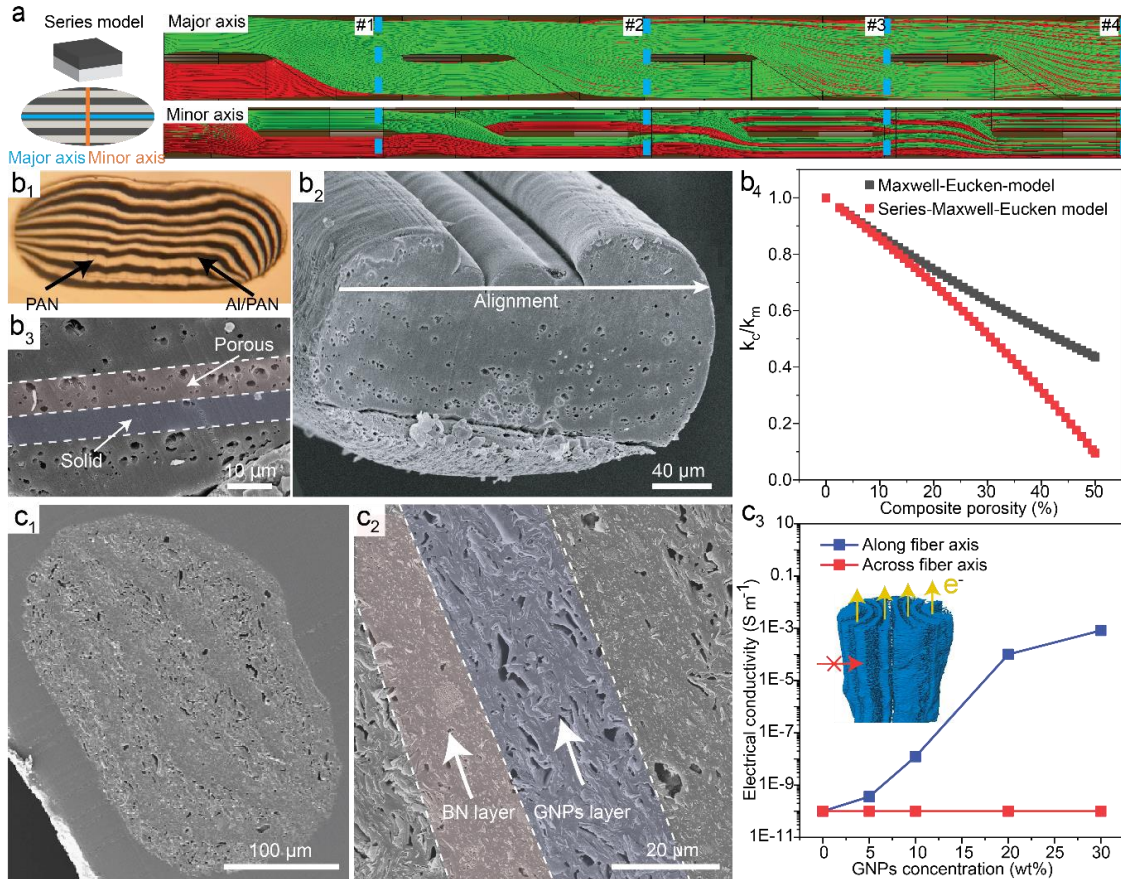 a
Series model
Major axis
Minor axis
Major axis
#1
#2
#3
#4
Minor axis
b1
PAN
Al/PAN
b2
Alignment
40 μm
b3
Porous
Solid
10 μm
b4
Maxwell-Eucken-model
Series-Maxwell-Eucken model
kc/km
1.0
0.8
0.6
0.4
0.2
0.0
0
10
20
30
40
50
Composite porosity (%)
c1
100 μm
c2
BN layer
GNPs layer
20 μm
c3
Along fiber axis
Across fiber axis
e-
Electrical conductivity (S m-1)
10
0.1
1E-3
1E-5
1E-7
1E-9
1E-11
0
5
10
15
20
25
30
GNPs concentration (wt%)